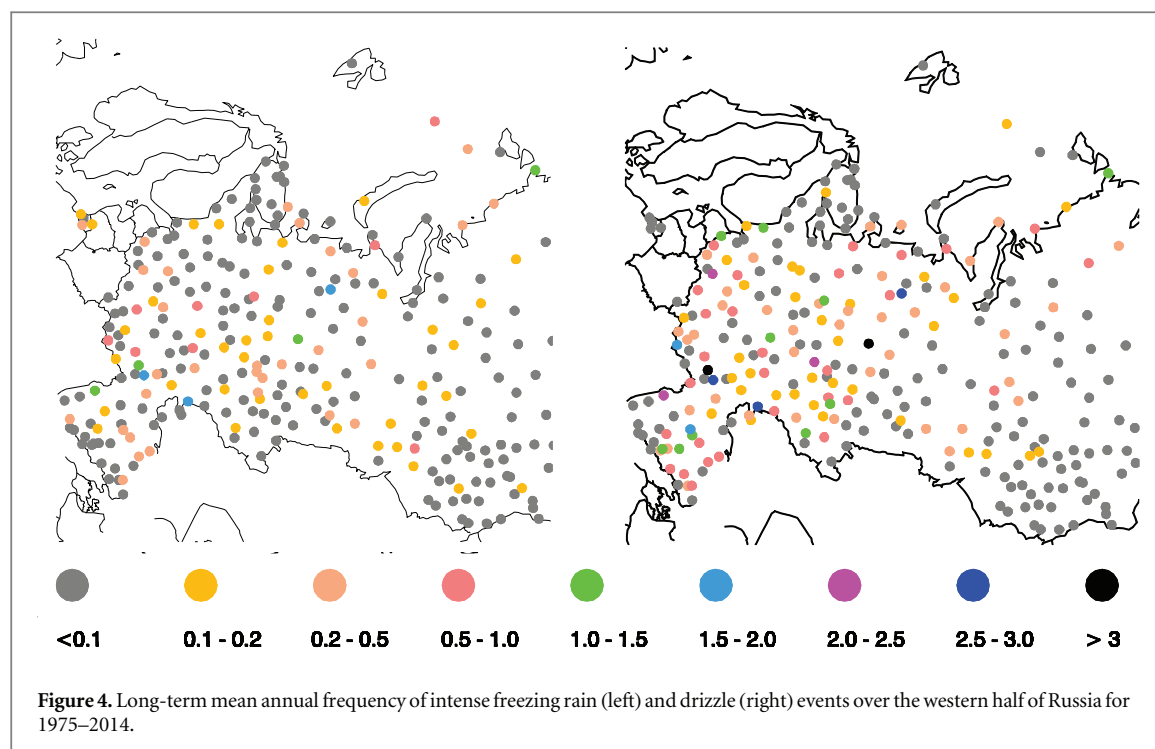 <0.1 0.1 - 0.2 0.2 - 0.5 0.5 - 1.0 1.0 - 1.5 1.5 - 2.0 2.0 - 2.5 2.5 - 3.0 > 3
Figure 4. Long-term mean annual frequency of intense freezing rain (left) and drizzle (right) events over the western half of Russia for
1975–2014.